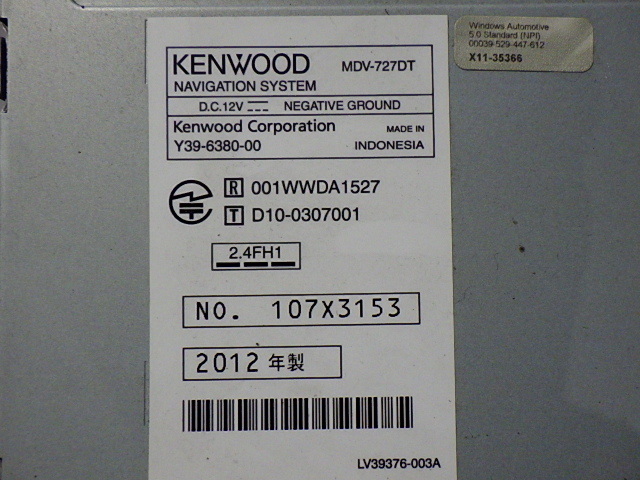 KENWOOD MDV-727DT
NAVIGATION SYSTEM
D.C.12V NEGATIVE GROUND
Kenwood Corporation MADE IN
Y39-6380-00 INDONESIA
R 001WWDA1527
T D10-0307001
2.4FH1
NO. 107X3153
2012 年製
LV39376-003A
Windows Automotive
5.0 Standard (NPI)
00039-529-447-612
X11-35366